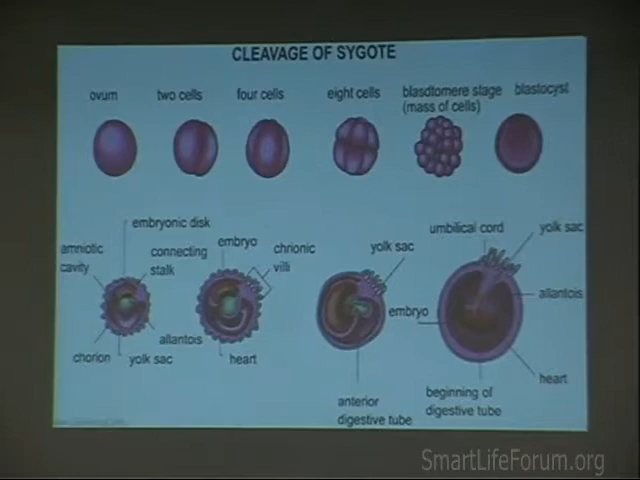 CLEAVAGE OF SYGOTE
ovum
two cells
four cells
eight cells
blasdtomere stage
(mass of cells)
blastocyst
embryonic disk
amniotic
cavity
connecting
stalk
embryo
chrionic
villi
yolk sac
umbilical cord
yolk sac
allantois
embryo
allantois
chorion
yolk sac
heart
heart
anterior
digestive tube
beginning of
digestive tube
SmartLifeForum.org